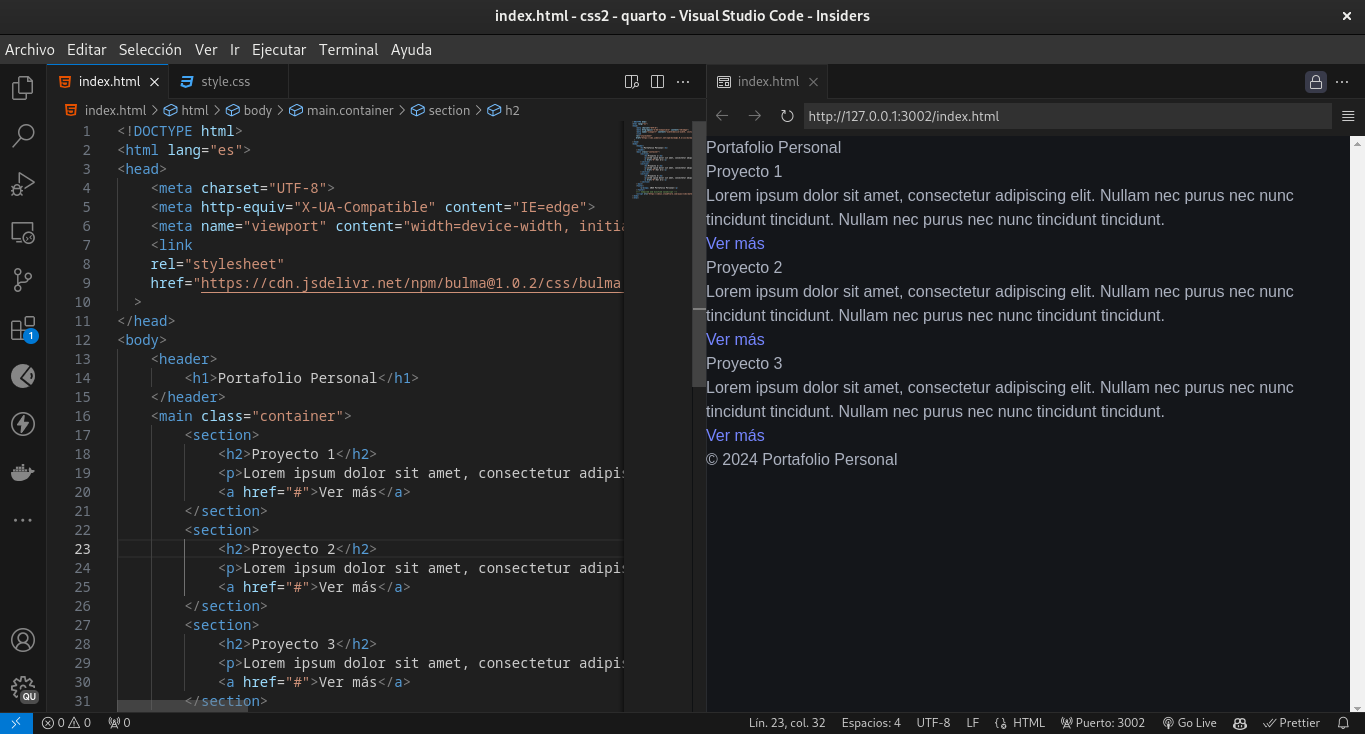 index.html - css2 - quarto - Visual Studio Code - Insiders
Archivo Editar Selección Ver Ir Ejecutar Terminal Ayuda
index.html style.css
index.html > html > body > main.container > section > h2
1 <!DOCTYPE html>
2 <html lang="es">
3 <head>
4 <meta charset="UTF-8">
5 <meta http-equiv="X-UA-Compatible" content="IE=edge">
6 <meta name="viewport" content="width=device-width, initia
7 <link
8 rel="stylesheet"
9 href="https://cdn.jsdelivr.net/npm/bulma@1.0.2/css/bulma
10 >
11 </head>
12 <body>
13 <header>
14 <h1>Portafolio Personal</h1>
15 </header>
16 <main class="container">
17 <section>
18 <h2>Proyecto 1</h2>
19 <p>Lorem ipsum dolor sit amet, consectetur adipis
20 <a href="#">Ver más</a>
21 </section>
22 <section>
23 <h2>Proyecto 2</h2>
24 <p>Lorem ipsum dolor sit amet, consectetur adipis
25 <a href="#">Ver más</a>
26 </section>
27 <section>
28 <h2>Proyecto 3</h2>
29 <p>Lorem ipsum dolor sit amet, consectetur adipis
30 <a href="#">Ver más</a>
31 </section>
index.html
http://127.0.0.1:3002/index.html
Portafolio Personal
Proyecto 1
Lorem ipsum dolor sit amet, consectetur adipiscing elit. Nullam nec purus nec nunc
tincidunt tincidunt. Nullam nec purus nec nunc tincidunt tincidunt.
Ver más
Proyecto 2
Lorem ipsum dolor sit amet, consectetur adipiscing elit. Nullam nec purus nec nunc
tincidunt tincidunt. Nullam nec purus nec nunc tincidunt tincidunt.
Ver más
Proyecto 3
Lorem ipsum dolor sit amet, consectetur adipiscing elit. Nullam nec purus nec nunc
tincidunt tincidunt. Nullam nec purus nec nunc tincidunt tincidunt.
Ver más
© 2024 Portafolio Personal
1
QU
0 0 0 Lín. 23, col. 32 Espacios: 4 UTF-8 LF HTML Puerto: 3002 Go Live Prettier